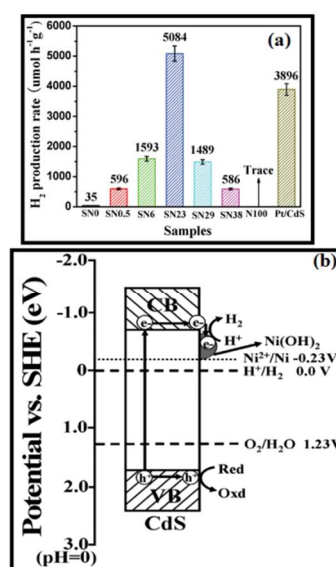 (a)
H₂ production rate (umol h⁻¹g⁻¹)
6000
5000
4000
3000
2000
1000
0
35
596
1593
5084
1489
586
Trace
3896
SN0 SN0.5 SN6 SN23 SN29 SN38 N100 Pt/CdS
Samples
(b)
Potential vs. SHE (eV)
(pH=0)
-2.0
-1.0
0.0
1.0
2.0
3.0
CB
e⁻ e⁻
H₂
H⁺
e⁻
Ni(OH)₂
Ni²⁺/Ni -0.23V
H⁺/H₂ 0.0 V
O₂/H₂O 1.23V
h⁺ h⁺
Red
Oxd
VB
CdS